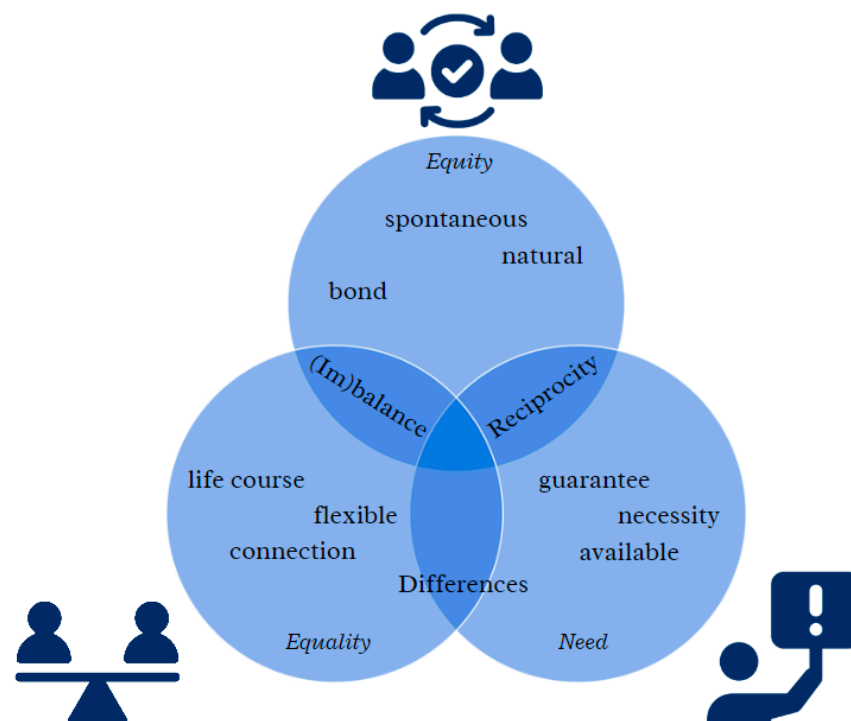 Equity
spontaneous
natural
bond
(Im)balance
Reciprocity
life course
flexible
connection
guarantee
necessity
available
Differences
Equality
Need